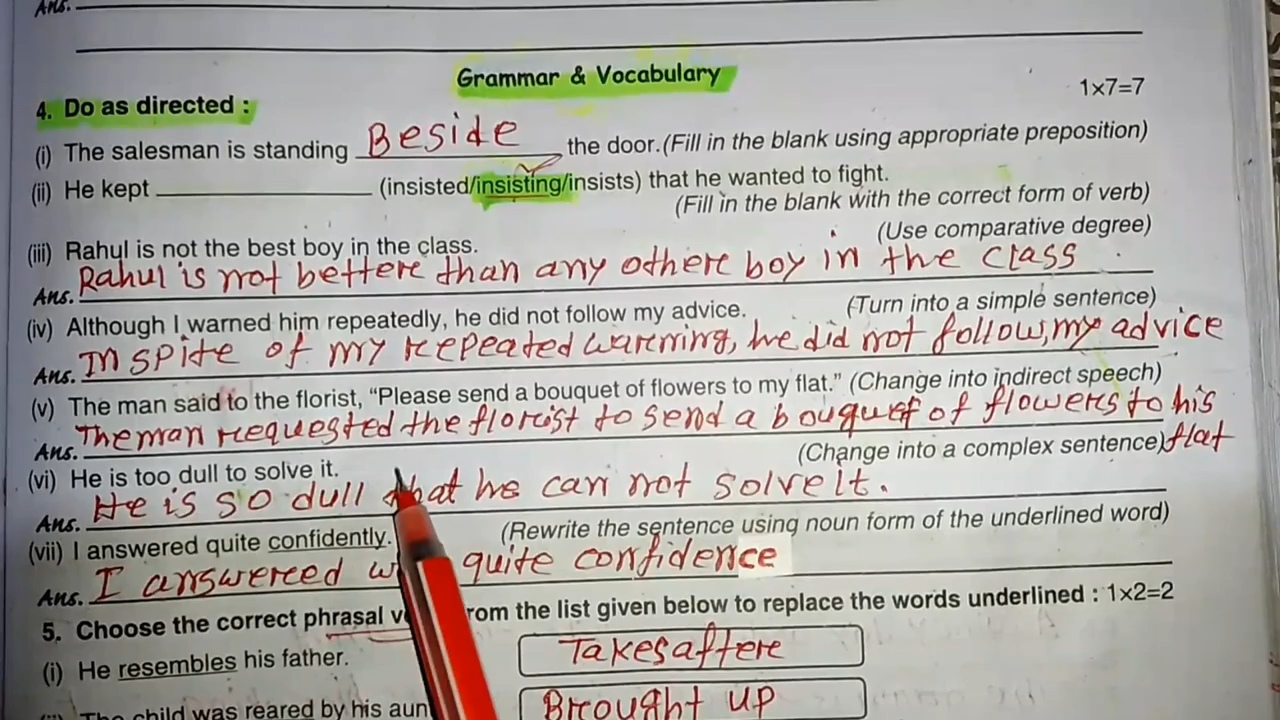 Ans.
Grammar & Vocabulary
4. Do as directed : 1×7=7
(i) The salesman is standing Beside the door.(Fill in the blank using appropriate preposition)
(ii) He kept ____________ (insisted/insisting/insists) that he wanted to fight.
(Fill in the blank with the correct form of verb)
(iii) Rahul is not the best boy in the class. (Use comparative degree)
Ans. Rahul is not bettere than any othere boy in the class.
(iv) Although I warned him repeatedly, he did not follow my advice. (Turn into a simple sentence)
Ans. In spite of my repeated warning, he did not follow, my advice
(v) The man said to the florist, “Please send a bouquet of flowers to my flat.” (Change into indirect speech)
Ans. The man requested the florist to send a bouquet of flowers to his flat
(vi) He is too dull to solve it. (Change into a complex sentence)
Ans. He is so dull that he can not solve it.
(vii) I answered quite confidently. (Rewrite the sentence using noun form of the underlined word)
Ans. I answered quite confidence
5. Choose the correct phrasal from the list given below to replace the words underlined : 1×2=2
(i) He resembles his father. Takes aftere
The child was reared by his Brought up